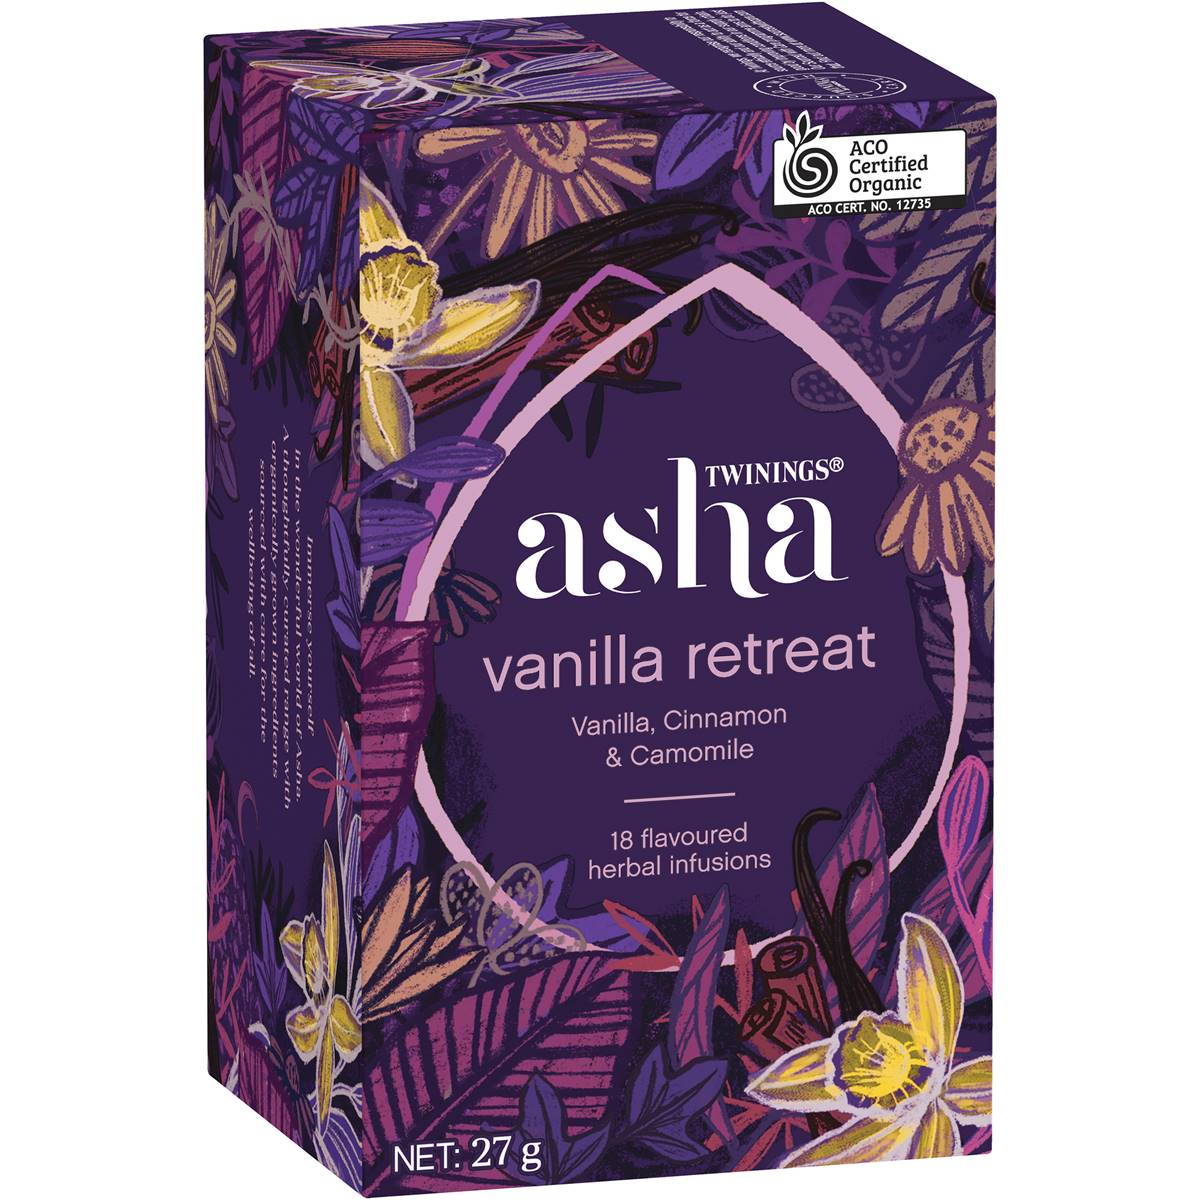 ACO
Certified
Organic
ACO CERT. NO. 12735
TWININGS®
asha
vanilla retreat
Vanilla, Cinnamon
& Camomile
18 flavoured
herbal infusions
NET: 27 g
Immerse yourself
in the wonderful world of Asha.
A thoughtfully created range with
organically grown ingredients
sourced with care for the
wellbeing of all.